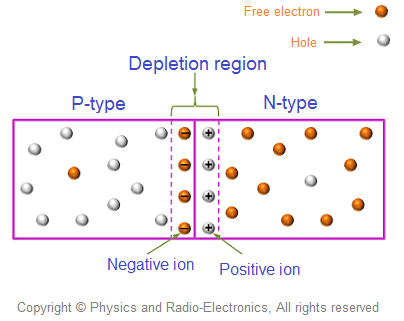 Free electron
Hole
Depletion region
P-type
N-type
Negative ion
Positive ion
Copyright © Physics and Radio-Electronics, All rights reserved